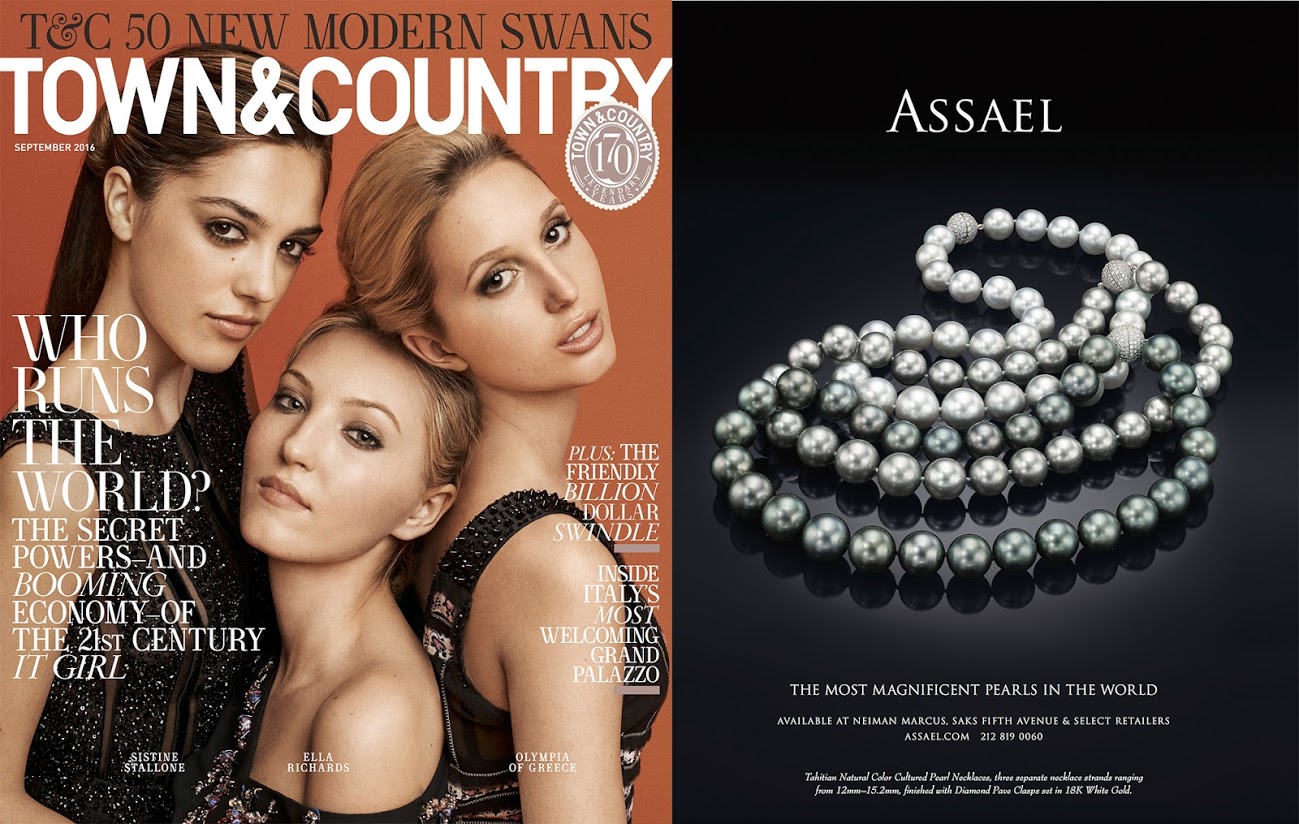 T&C 50 NEW MODERN SWANS
TOWN&COUNTRY
SEPTEMBER 2016
TOWN&COUNTRY
170
LEGENDARY
YEARS
WHO
RUNS
THE
WORLD?
THE SECRET
POWERS–AND
BOOMING
ECONOMY–OF
THE 21ST CENTURY
IT GIRL
PLUS: THE
FRIENDLY
BILLION
DOLLAR
SWINDLE
INSIDE
ITALY'S
MOST
WELCOMING
GRAND
PALAZZO
SISTINE
STALLONE
ELLA
RICHARDS
OLYMPIA
OF GREECE
ASSAEL
THE MOST MAGNIFICENT PEARLS IN THE WORLD
AVAILABLE AT NEIMAN MARCUS, SAKS FIFTH AVENUE & SELECT RETAILERS
ASSAEL.COM 212 819 0060
Tahitian Natural Color Cultured Pearl Necklaces, three separate necklace strands ranging
from 12mm–15.2mm, finished with Diamond Pave Clasps set in 18K White Gold.